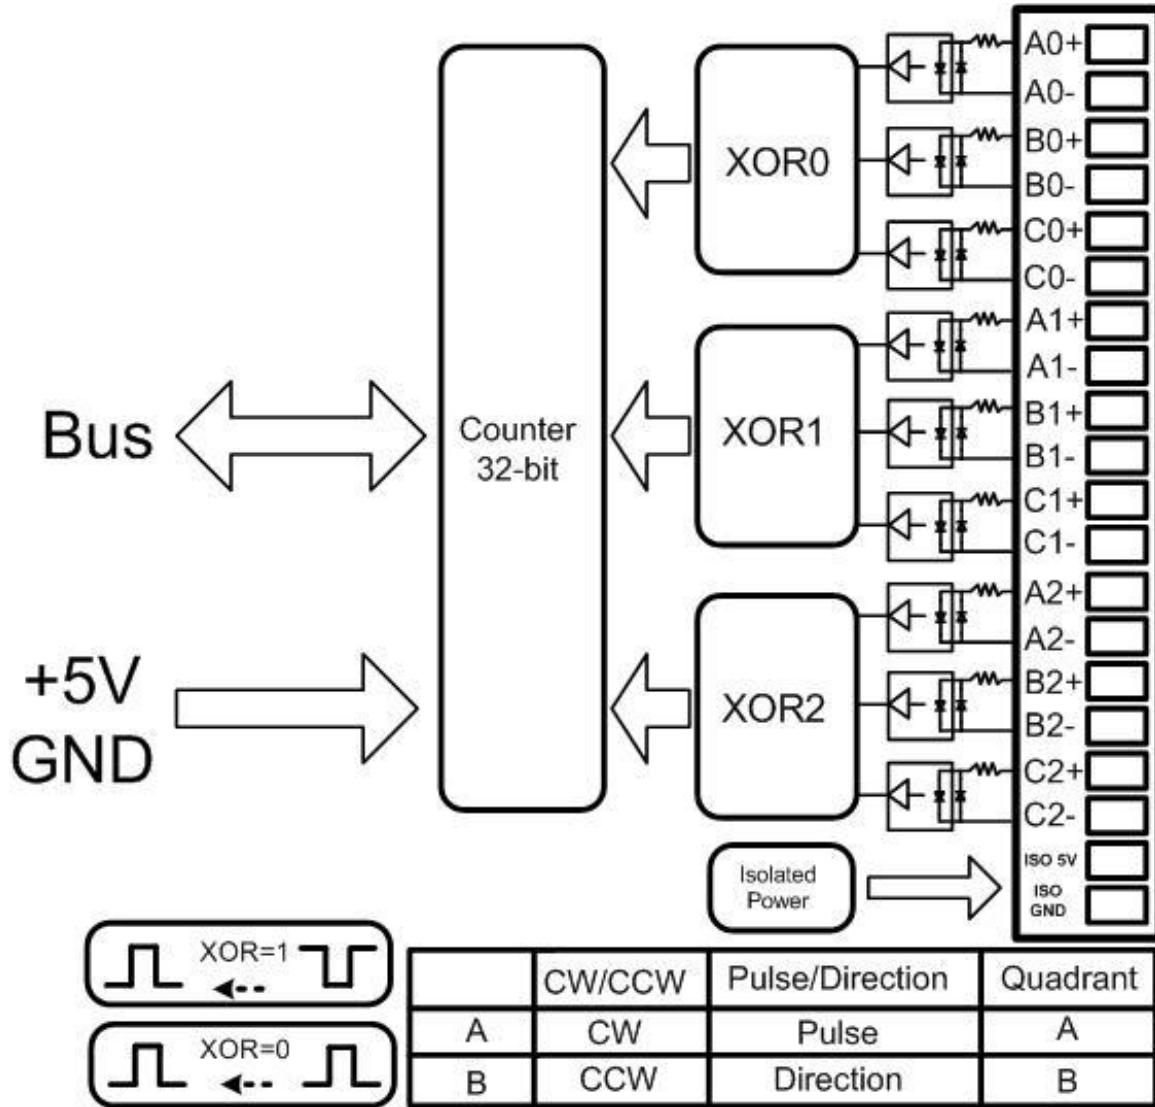 A0+
A0-
B0+
B0-
C0+
C0-
A1+
A1-
B1+
B1-
C1+
C1-
A2+
A2-
B2+
B2-
C2+
C2-
ISO 5V
ISO
GND
XOR0
XOR1
XOR2
Counter
32-bit
Bus
+5V
GND
Isolated
Power
XOR=1
XOR=0
CW/CCW Pulse/Direction Quadrant
A CW Pulse A
B CCW Direction B